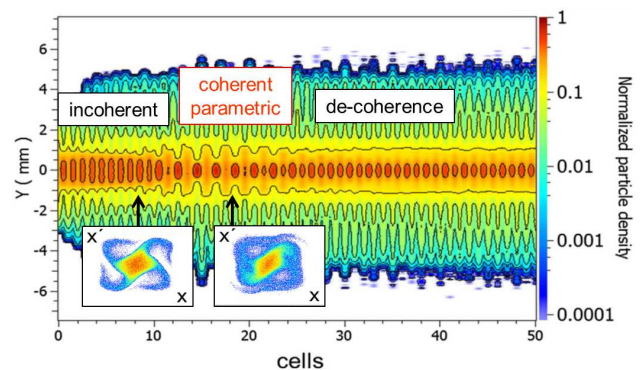 6
4
2
0
-2
-4
-6
Y ( mm )
incoherent
coherent
parametric
de-coherence
x´
x
x´
x
0
10
20
30
40
50
cells
1
0.1
0.01
0.001
0.0001
Normalized particle density